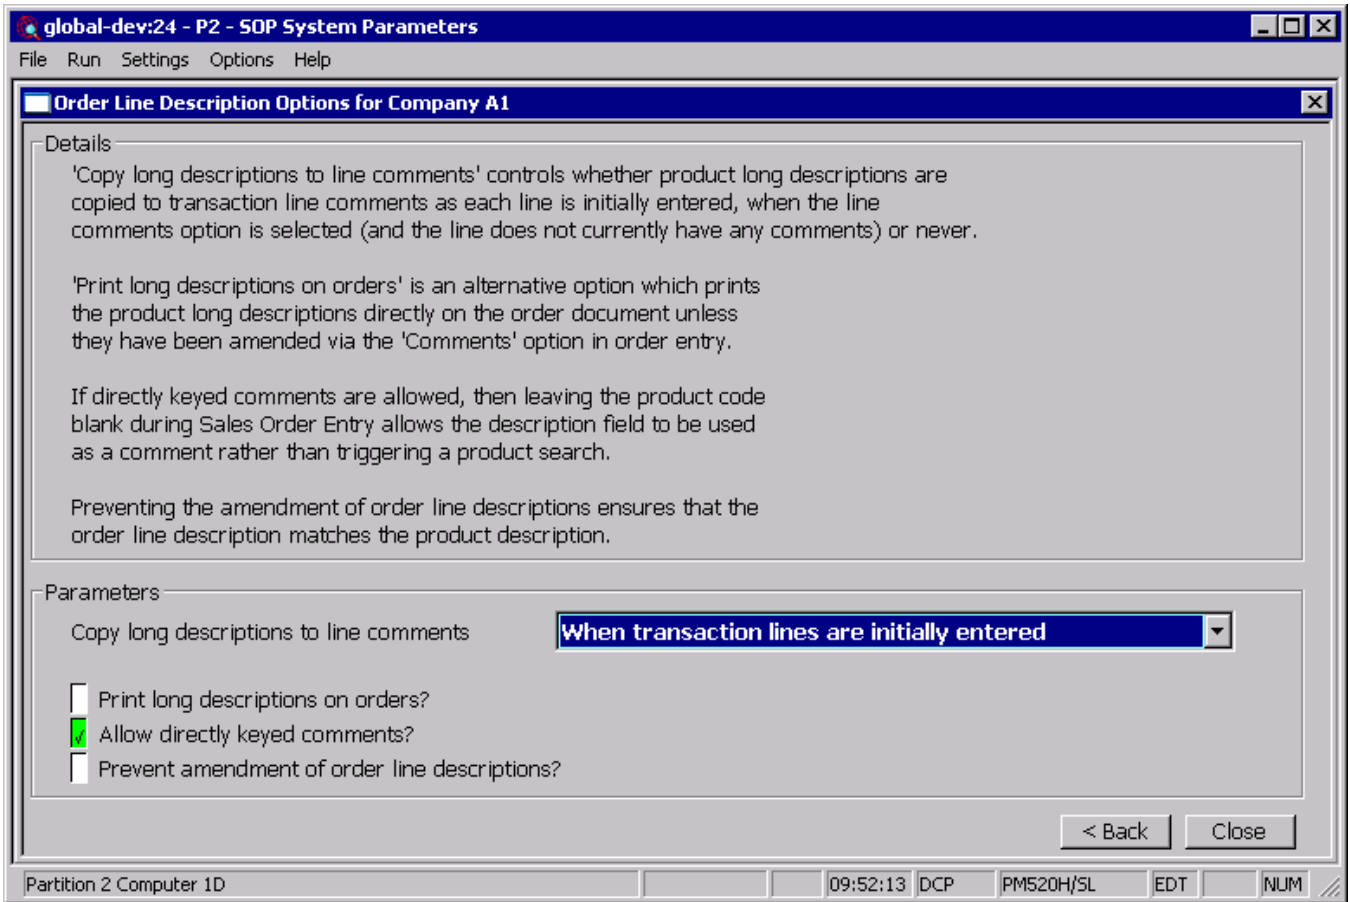 global-dev:24 - P2 - SOP System Parameters
File Run Settings Options Help
Order Line Description Options for Company A1
Details
'Copy long descriptions to line comments' controls whether product long descriptions are
copied to transaction line comments as each line is initially entered, when the line
comments option is selected (and the line does not currently have any comments) or never.
'Print long descriptions on orders' is an alternative option which prints
the product long descriptions directly on the order document unless
they have been amended via the 'Comments' option in order entry.
If directly keyed comments are allowed, then leaving the product code
blank during Sales Order Entry allows the description field to be used
as a comment rather than triggering a product search.
Preventing the amendment of order line descriptions ensures that the
order line description matches the product description.
Parameters
Copy long descriptions to line comments When transaction lines are initially entered
Print long descriptions on orders?
Allow directly keyed comments?
Prevent amendment of order line descriptions?
< Back Close
Partition 2 Computer 1D 09:52:13 DCP PM520H/SL EDT NUM